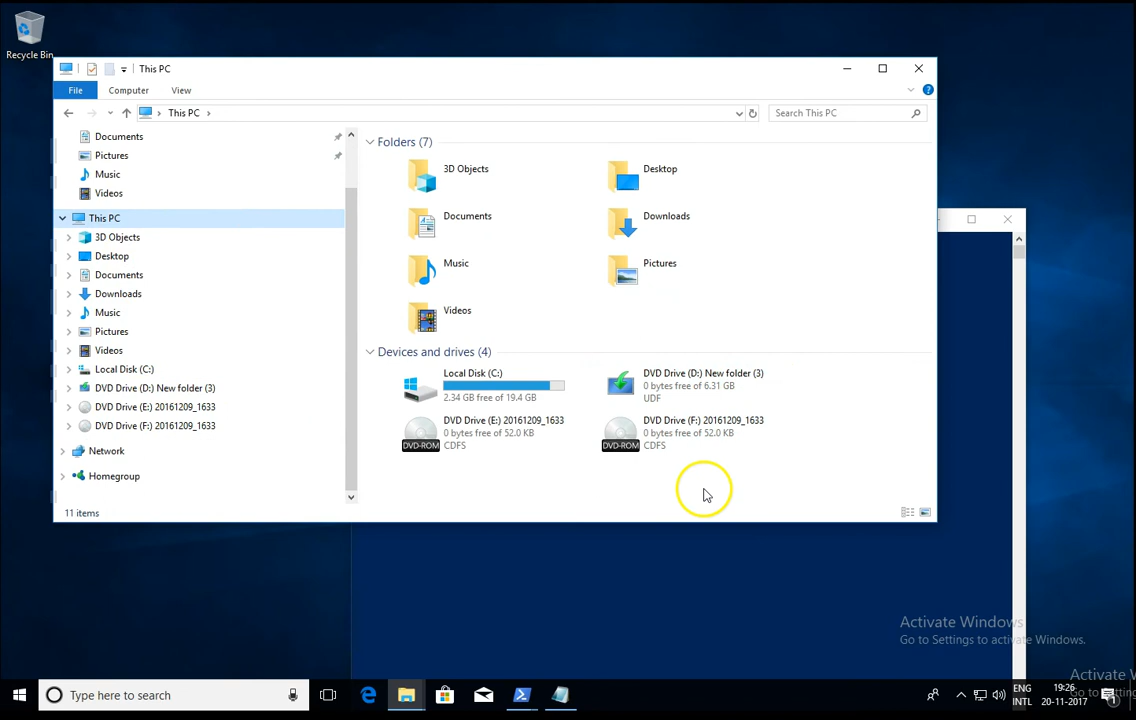 Recycle Bin
This PC
File Computer View
This PC
Search This PC
Documents
Pictures
Music
Videos
This PC
3D Objects
Desktop
Documents
Downloads
Music
Pictures
Videos
Local Disk (C:)
DVD Drive (D:) New folder (3)
DVD Drive (E:) 20161209_1633
DVD Drive (F:) 20161209_1633
Network
Homegroup
Folders (7)
3D Objects
Desktop
Documents
Downloads
Music
Pictures
Videos
Devices and drives (4)
Local Disk (C:)
2.34 GB free of 19.4 GB
DVD Drive (D:) New folder (3)
0 bytes free of 6.31 GB
UDF
DVD-ROM
DVD Drive (E:) 20161209_1633
0 bytes free of 52.0 KB
CDFS
DVD-ROM
DVD Drive (F:) 20161209_1633
0 bytes free of 52.0 KB
CDFS
11 items
Activate Windows
Go to Settings to activate Windows.
Activate W
Go to Setti
Type here to search
ENG
INTL
19:26
20-11-2017
1